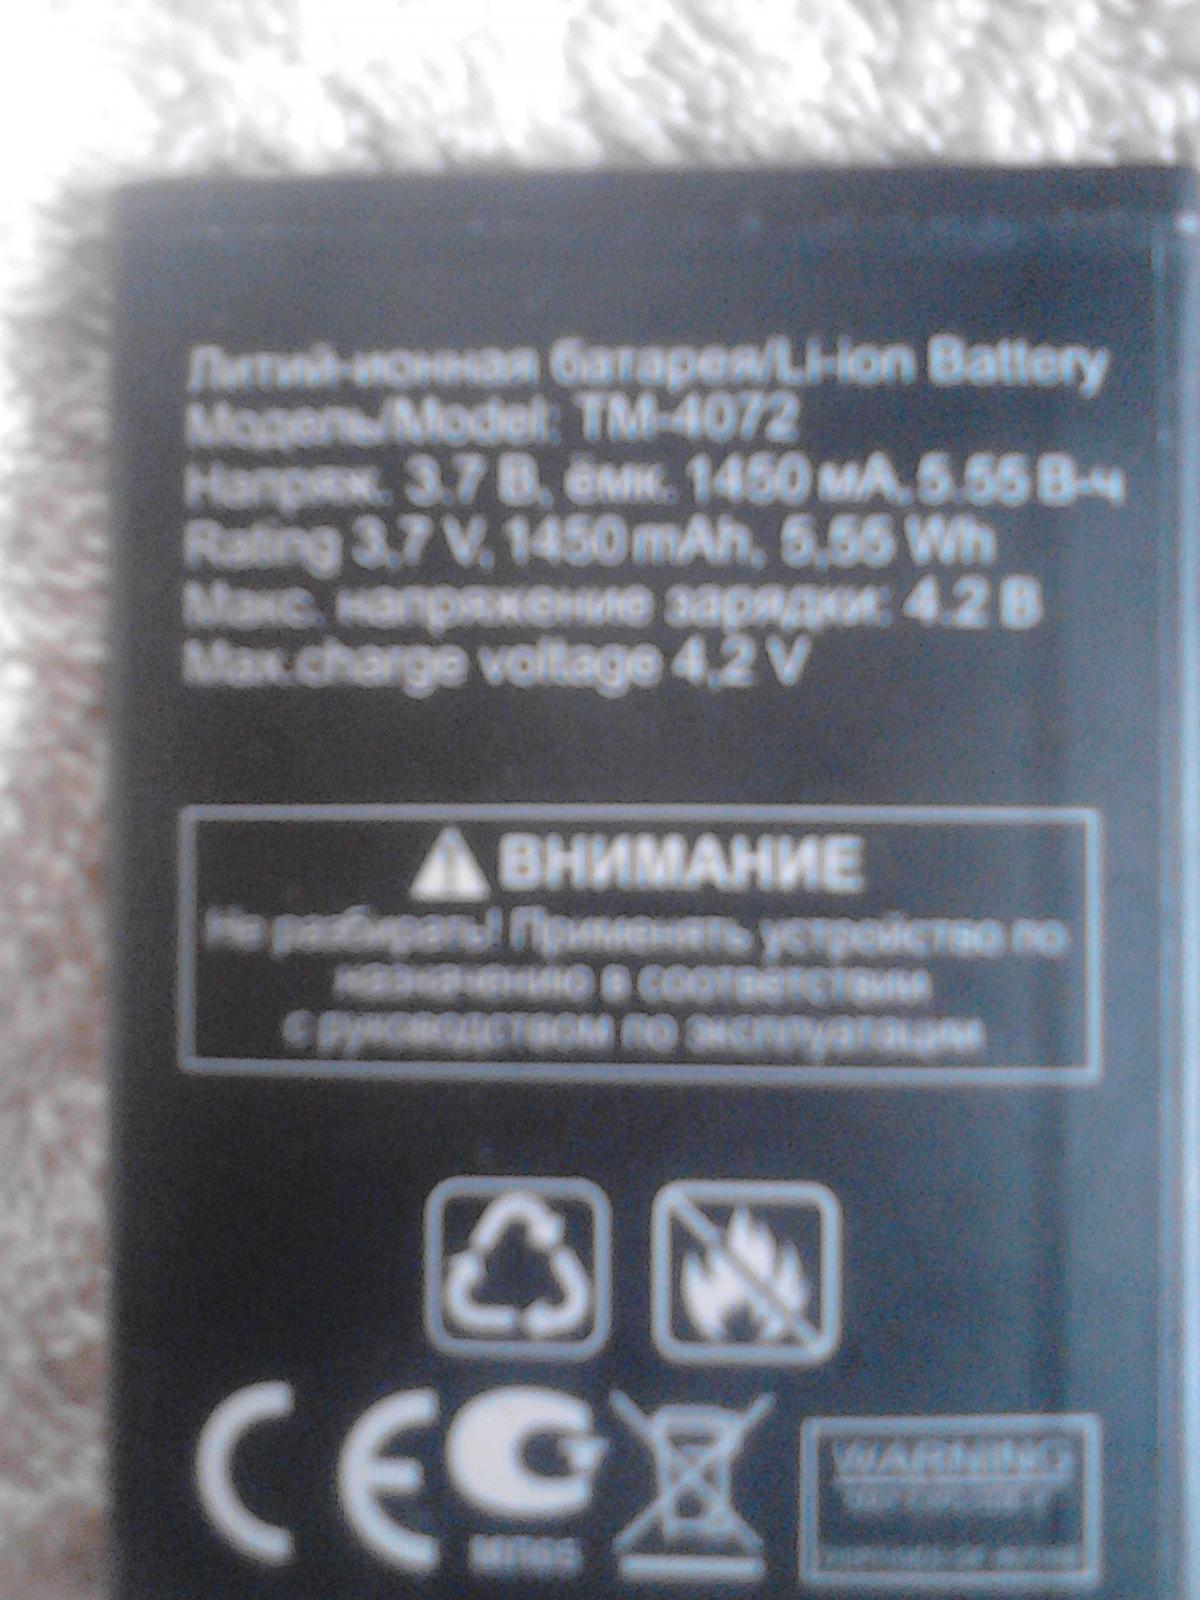 Литий-ионная батарея/Li-ion Battery
Модель/Model: TM-4072
Напряж. 3.7 В, ёмк. 1450 мА, 5.55 В-ч
Rating 3,7 V, 1450 mAh, 5,55 Wh
Макс. напряжение зарядки: 4.2 В
Max.charge voltage 4,2 V
ВНИМАНИЕ
Не разбирать! Применять устройство по
назначению в соответствии
с руководством по эксплуатации
CE
WARNING